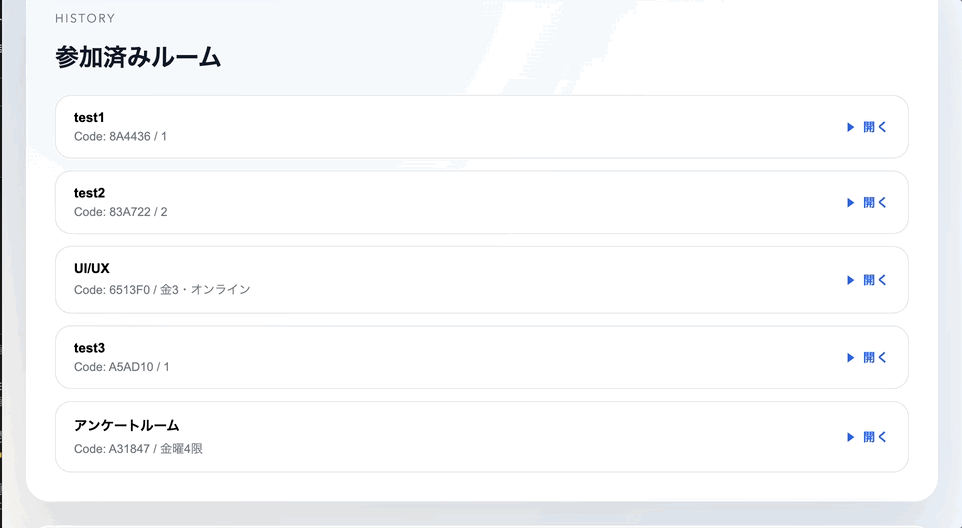 HISTORY
参加済みルーム
test1
Code: 8A4436 / 1
▶ 開く
test2
Code: 83A722 / 2
▶ 開く
UI/UX
Code: 6513F0 / 金3・オンライン
▶ 開く
test3
Code: A5AD10 / 1
▶ 開く
アンケートルーム
Code: A31847 / 金曜4限
▶ 開く